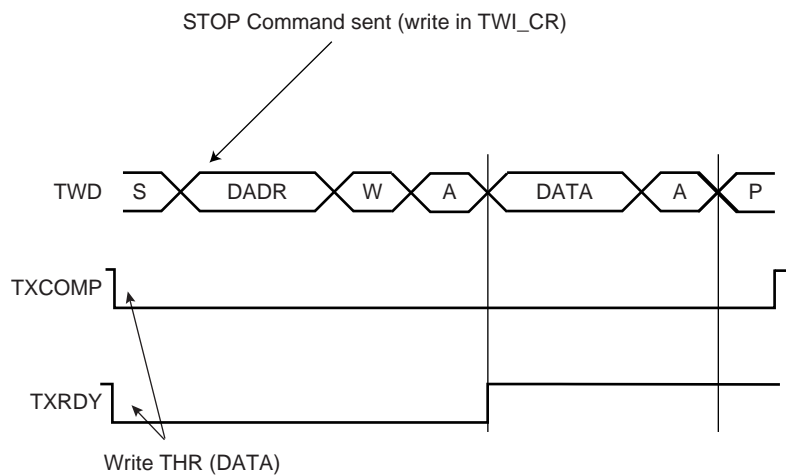 STOP Command sent (write in TWI_CR)
TWD S DADR W A DATA A P
TXCOMP
TXRDY
Write THR (DATA)